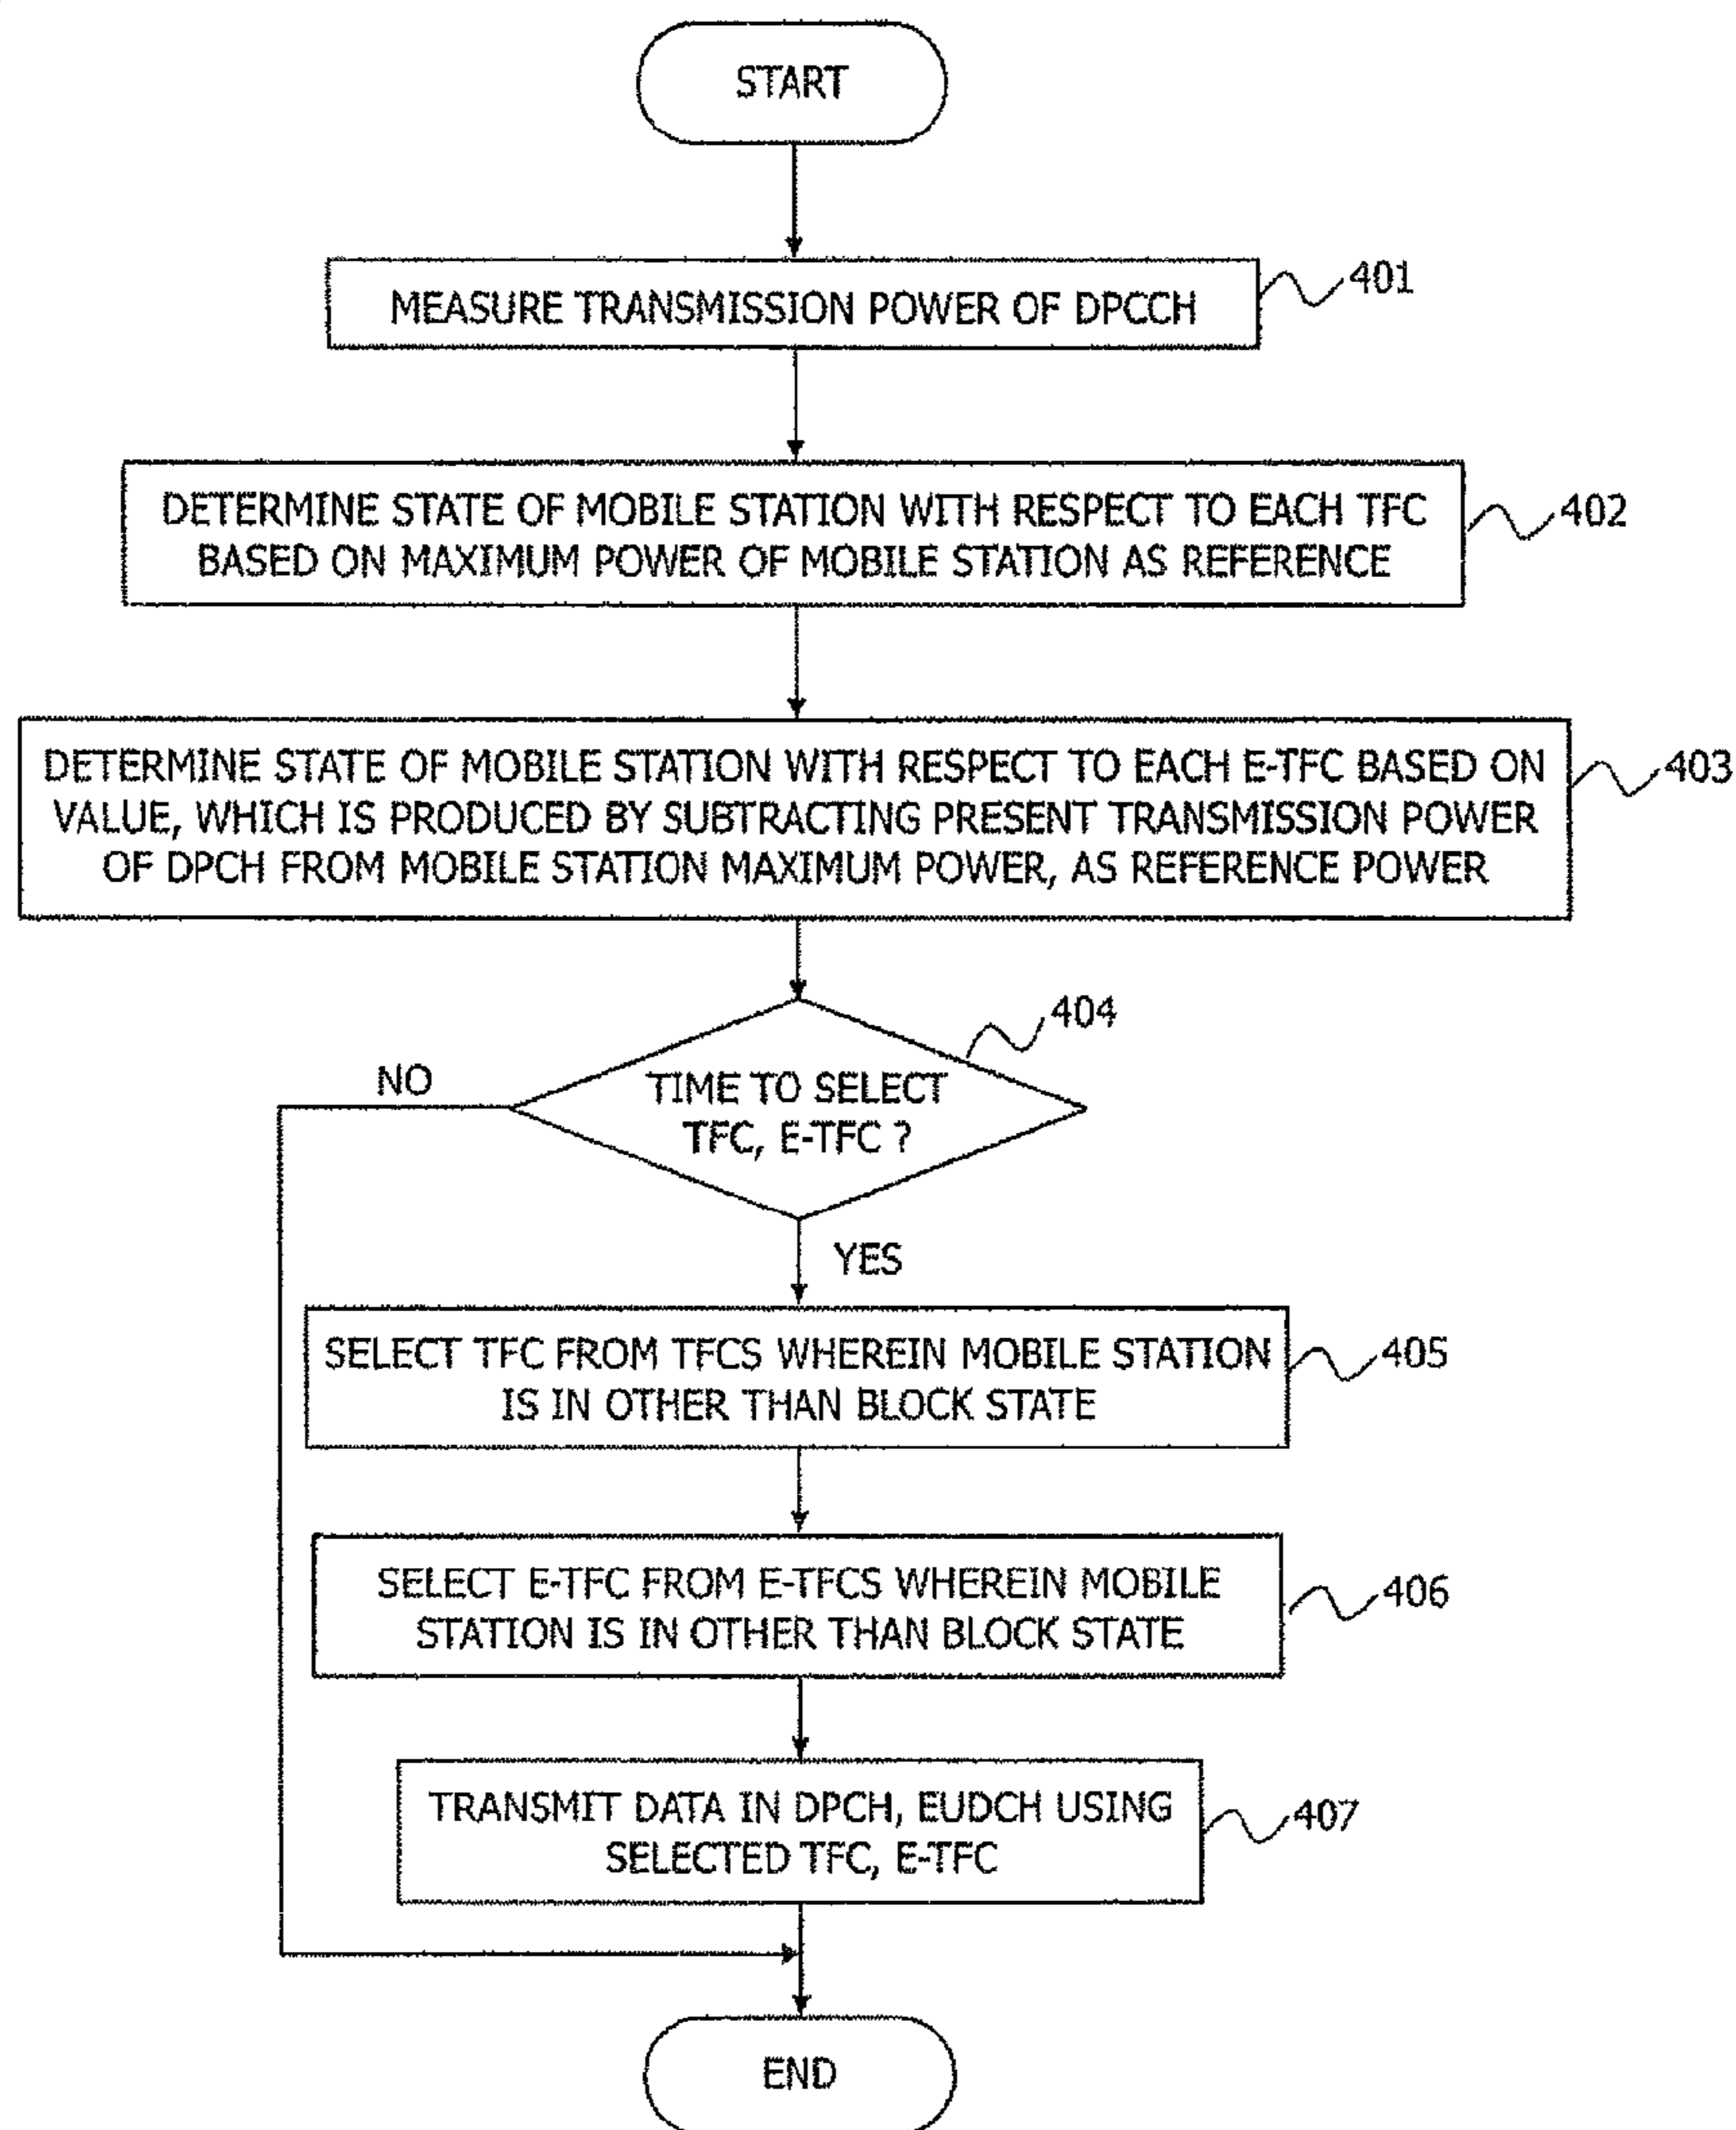 START
MEASURE TRANSMISSION POWER OF DPCCH
401
DETERMINE STATE OF MOBILE STATION WITH RESPECT TO EACH TFC
BASED ON MAXIMUM POWER OF MOBILE STATION AS REFERENCE
402
DETERMINE STATE OF MOBILE STATION WITH RESPECT TO EACH E-TFC BASED ON
VALUE, WHICH IS PRODUCED BY SUBTRACTING PRESENT TRANSMISSION POWER
OF DPCH FROM MOBILE STATION MAXIMUM POWER, AS REFERENCE POWER
403
404
NO
TIME TO SELECT
TFC, E-TFC ?
YES
SELECT TFC FROM TFCS WHEREIN MOBILE STATION
IS IN OTHER THAN BLOCK STATE
405
SELECT E-TFC FROM E-TFCS WHEREIN MOBILE
STATION IS IN OTHER THAN BLOCK STATE
406
TRANSMIT DATA IN DPCH, EUDCH USING
SELECTED TFC, E-TFC
407
END